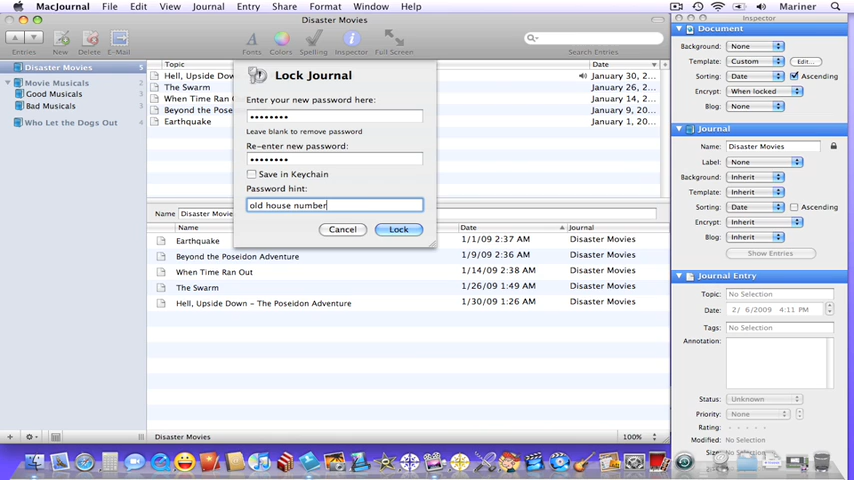 MacJournal File Edit View Journal Entry Share Format Window Help Mariner
Disaster Movies
Entries New Delete E-Mail Fonts Colors Spelling Inspector Full Screen Search Entries
Disaster Movies 5
Movie Musicals 4
Good Musicals
Bad Musicals
Who Let the Dogs Out 2
Topic Date
Hell, Upside Dow January 30, 2...
The Swarm January 26, 2...
When Time Ran O January 14, 2...
Beyond the Poseid January 9, 20...
Earthquake January 1, 20...
Lock Journal
Enter your new password here:
••••••••
Leave blank to remove password
Re-enter new password:
••••••••
Save in Keychain
Password hint:
old house number
Cancel Lock
Name Disaster Movie
Name Date Journal
Earthquake 1/1/09 2:37 AM Disaster Movies
Beyond the Poseidon Adventure 1/9/09 2:36 AM Disaster Movies
When Time Ran Out 1/14/09 2:38 AM Disaster Movies
The Swarm 1/26/09 1:49 AM Disaster Movies
Hell, Upside Down - The Poseidon Adventure 1/30/09 1:26 AM Disaster Movies
Disaster Movies 100%
Inspector
Document
Background: None
Template: Custom Edit...
Sorting: Date Ascending
Encrypt: When locked
Blog: None
Journal
Name: Disaster Movies
Label: None
Background: Inherit
Template: Inherit
Sorting: Date Ascending
Encrypt: Inherit
Blog: Inherit
Show Entries
Journal Entry
Topic: No Selection
Date: 2/ 6/2009 4:11 PM
Tags: No Selection
Annotation:
Status: Unknown
Priority: None
Rating:
Modified: No Selection
Created: No Selection